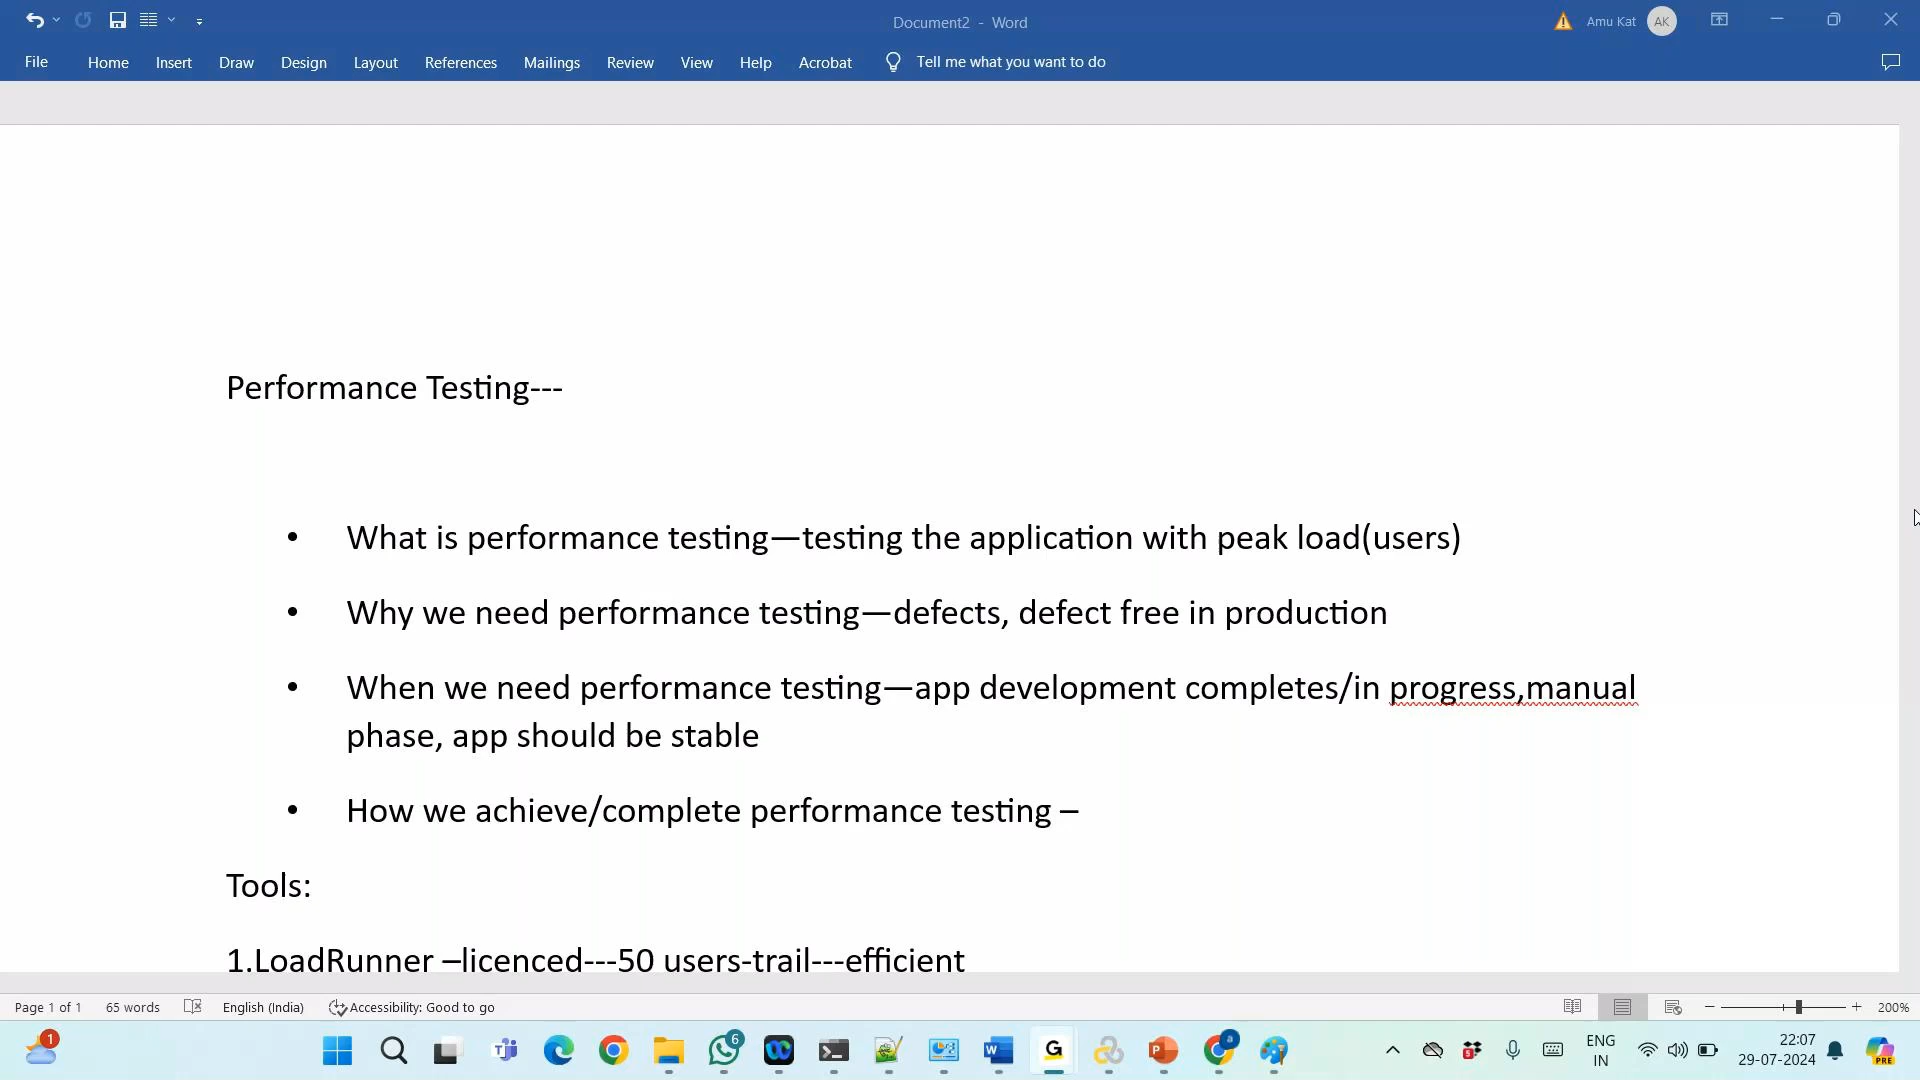 Document2 - Word
Amu Kat
AK
File
Home
Insert
Draw
Design
Layout
References
Mailings
Review
View
Help
Acrobat
Tell me what you want to do
Performance Testing---
• What is performance testing—testing the application with peak load(users)
• Why we need performance testing—defects, defect free in production
• When we need performance testing—app development completes/in progress,manual
phase, app should be stable
• How we achieve/complete performance testing –
Tools:
1.LoadRunner –licenced---50 users-trail---efficient
Page 1 of 1
65 words
English (India)
Accessibility: Good to go
200%
1
6
a
5
ENG
IN
22:07
29-07-2024
PRE